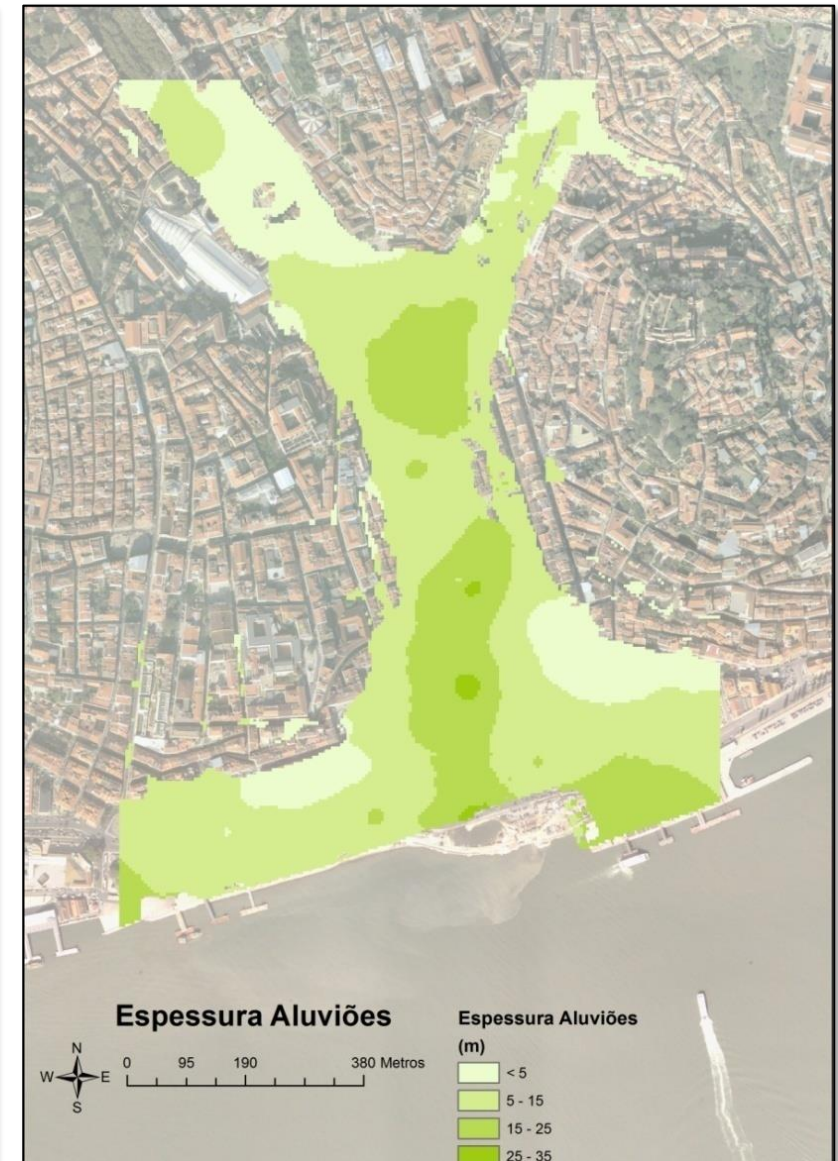 Espessura Aluviões
N
W E
S
0 95 190 380 Metros
Espessura Aluviões
(m)
< 5
5 - 15
15 - 25
25 - 35